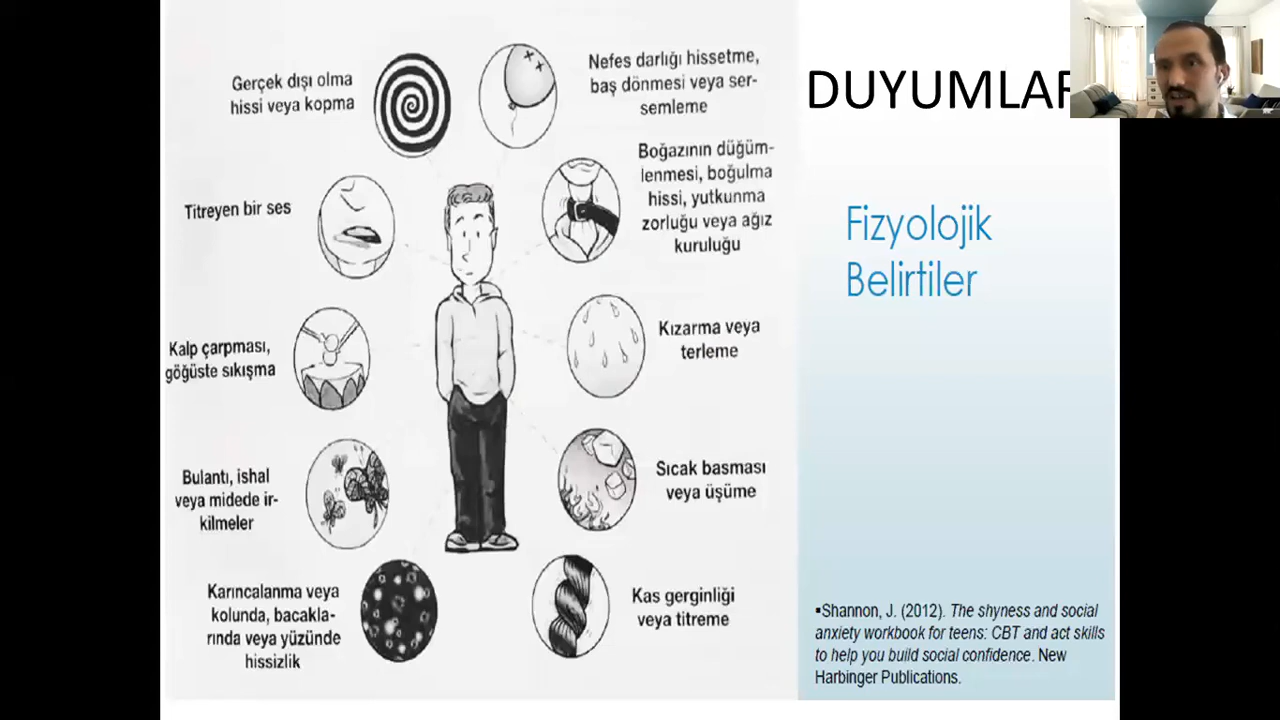 Gerçek dışı olma
hissi veya kopma
Nefes darlığı hissetme,
baş dönmesi veya ser-
semleme
Titreyen bir ses
Boğazının düğüm-
lenmesi, boğulma
hissi, yutkunma
zorluğu veya ağız
kuruluğu
Kalp çarpması,
göğüste sıkışma
Kızarma veya
terleme
Bulantı, ishal
veya midede ir-
kilmeler
Sıcak basması
veya üşüme
Karıncalanma veya
kolunda, bacakla-
rında veya yüzünde
hissizlik
Kas gerginliği
veya titreme
DUYUMLAR
Fizyolojik
Belirtiler
▪Shannon, J. (2012). The shyness and social
anxiety workbook for teens: CBT and act skills
to help you build social confidence. New
Harbinger Publications.